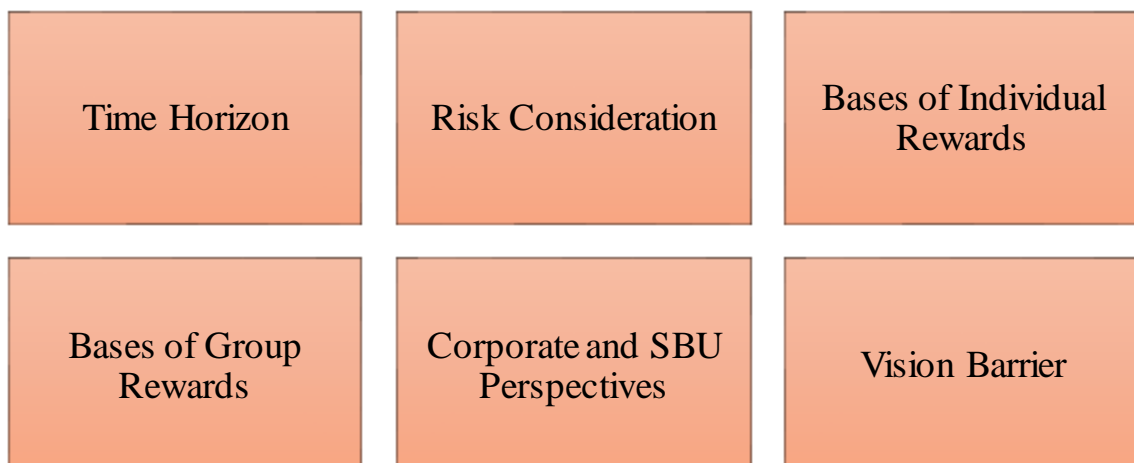 Time Horizon
Risk Consideration
Bases of Individual
Rewards
Bases of Group
Rewards
Corporate and SBU
Perspectives
Vision Barrier